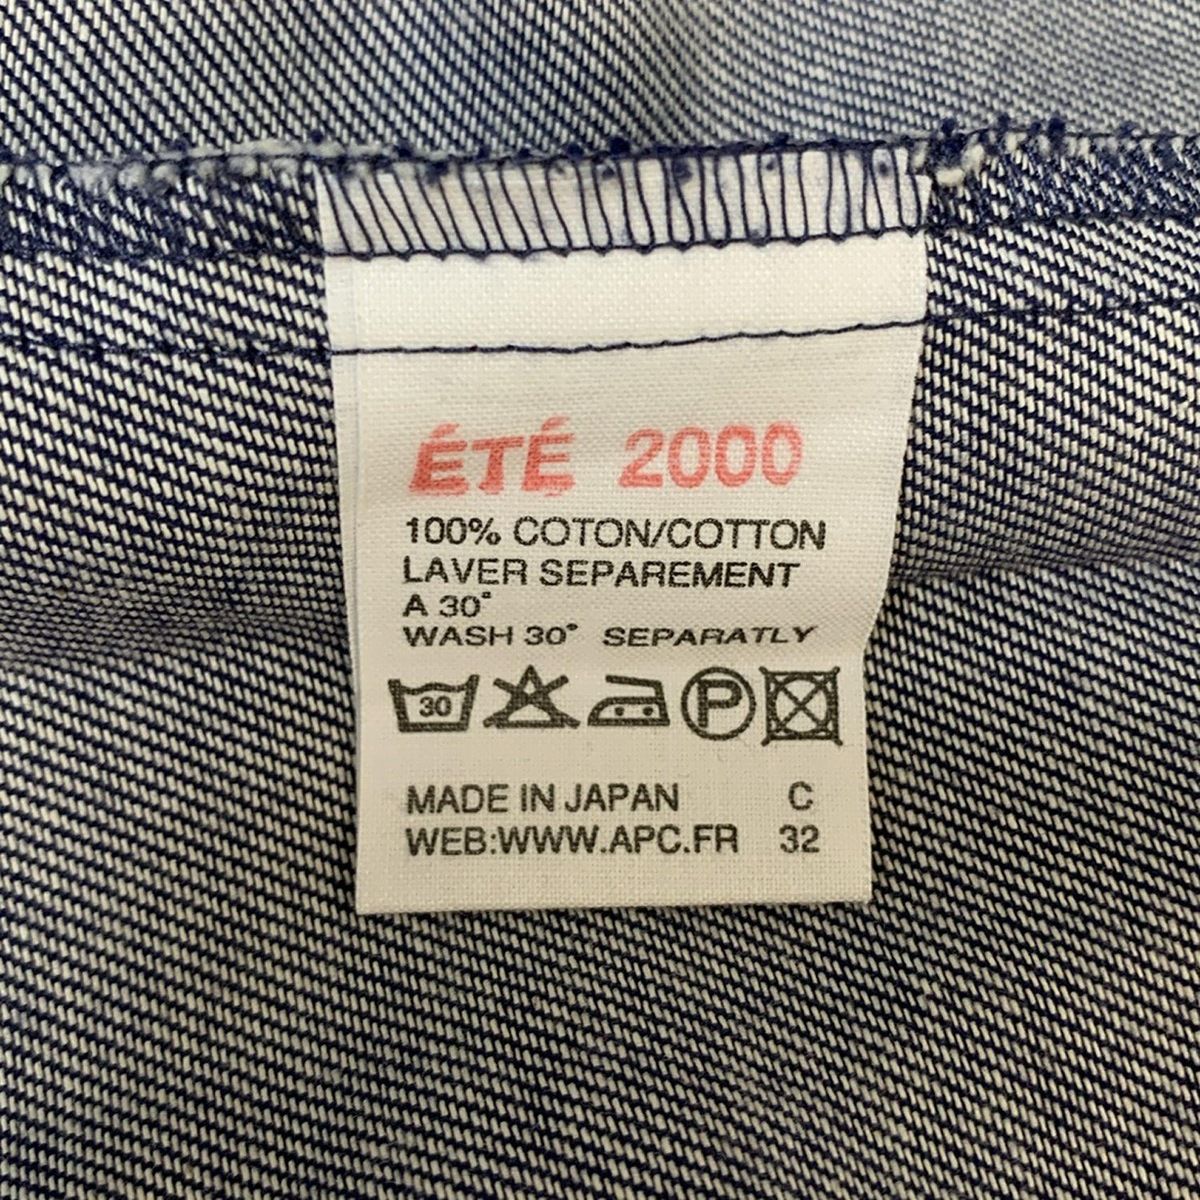 ÉTÉ 2000
100% COTON/COTTON
LAVER SEPAREMENT
A 30°
WASH 30° SEPARATLY
30 P
MADE IN JAPAN C
WEB:WWW.APC.FR 32